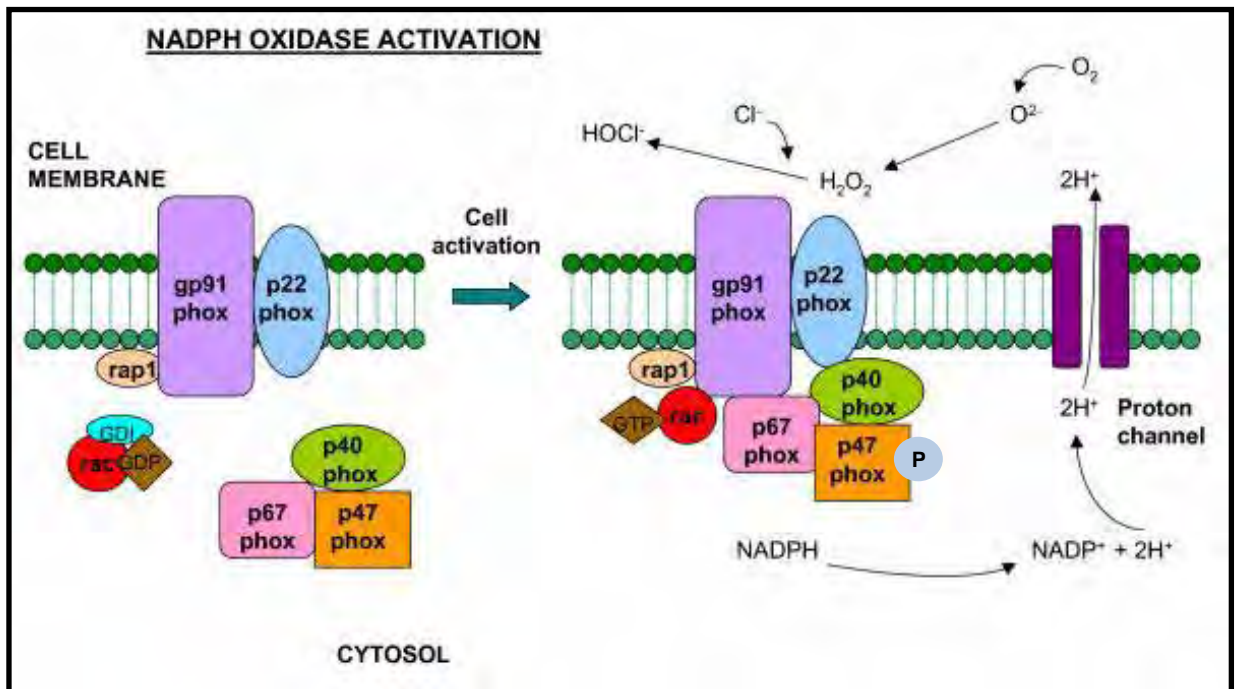 NADPH OXIDASE ACTIVATION
CELL
MEMBRANE
gp91
phox
p22
phox
rap1
GDI
rac
GDP
p40
phox
p67
phox
p47
phox
Cell
activation
O₂
O²⁻
Cl⁻
HOCl⁻
H₂O₂
2H⁺
gp91
phox
p22
phox
rap1
GTP
rac
p67
phox
p40
phox
p47
phox
P
2H⁺
Proton
channel
NADPH
NADP⁺ + 2H⁺
CYTOSOL